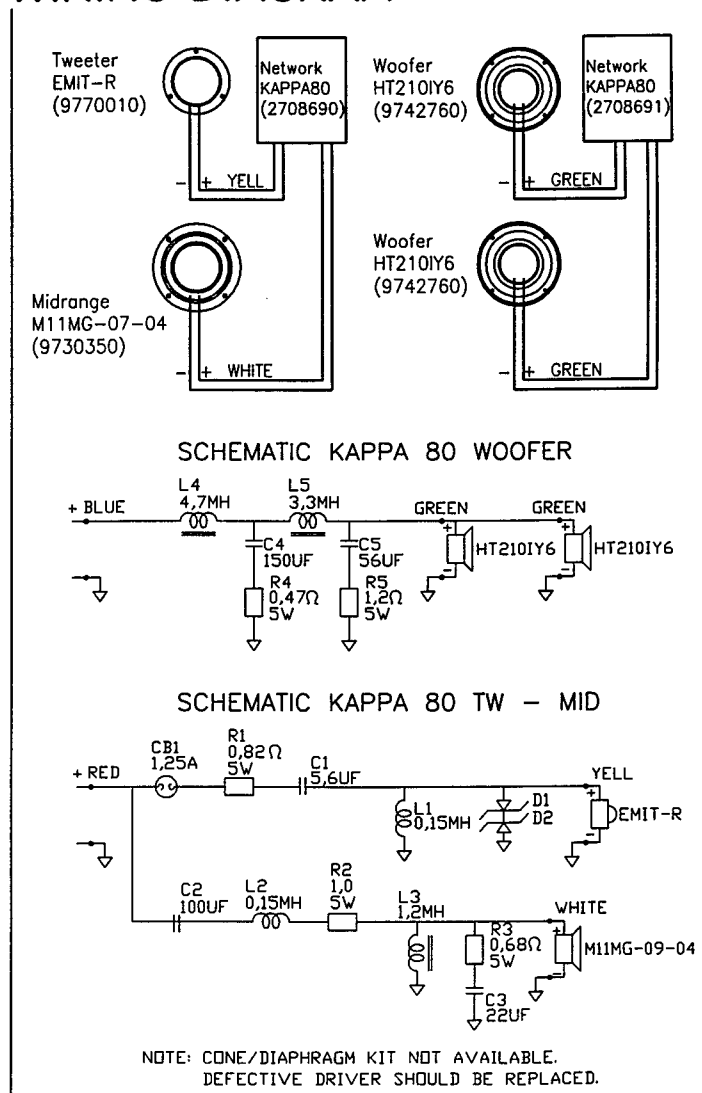 WIRING DIAGRAM
Tweeter
EMIT-R
(9770010)
Network
KAPPA80
(2708690)
- + YELL
Woofer
HT210IY6
(9742760)
Network
KAPPA80
(2708691)
- + GREEN
Midrange
M11MG-07-04
(9730350)
- + WHITE
Woofer
HT210IY6
(9742760)
- + GREEN
SCHEMATIC KAPPA 80 WOOFER
+ BLUE
L4
4,7MH
L5
3,3MH
GREEN
GREEN
C4
150UF
C5
56UF
+
-
HT210IY6
+
-
HT210IY6
R4
0,47Ω
5W
R5
1,2Ω
5W
SCHEMATIC KAPPA 80 TW - MID
+ RED
CB1
1,25A
R1
0,82Ω
5W
C1
5,6UF
YELL
L1
0,15MH
D1
D2
+
-
EMIT-R
C2
100UF
L2
0,15MH
R2
1,0
5W
L3
1,2MH
WHITE
R3
0,68Ω
5W
+
-
M11MG-09-04
C3
22UF
NOTE: CONE/DIAPHRAGM KIT NOT AVAILABLE.
DEFECTIVE DRIVER SHOULD BE REPLACED.